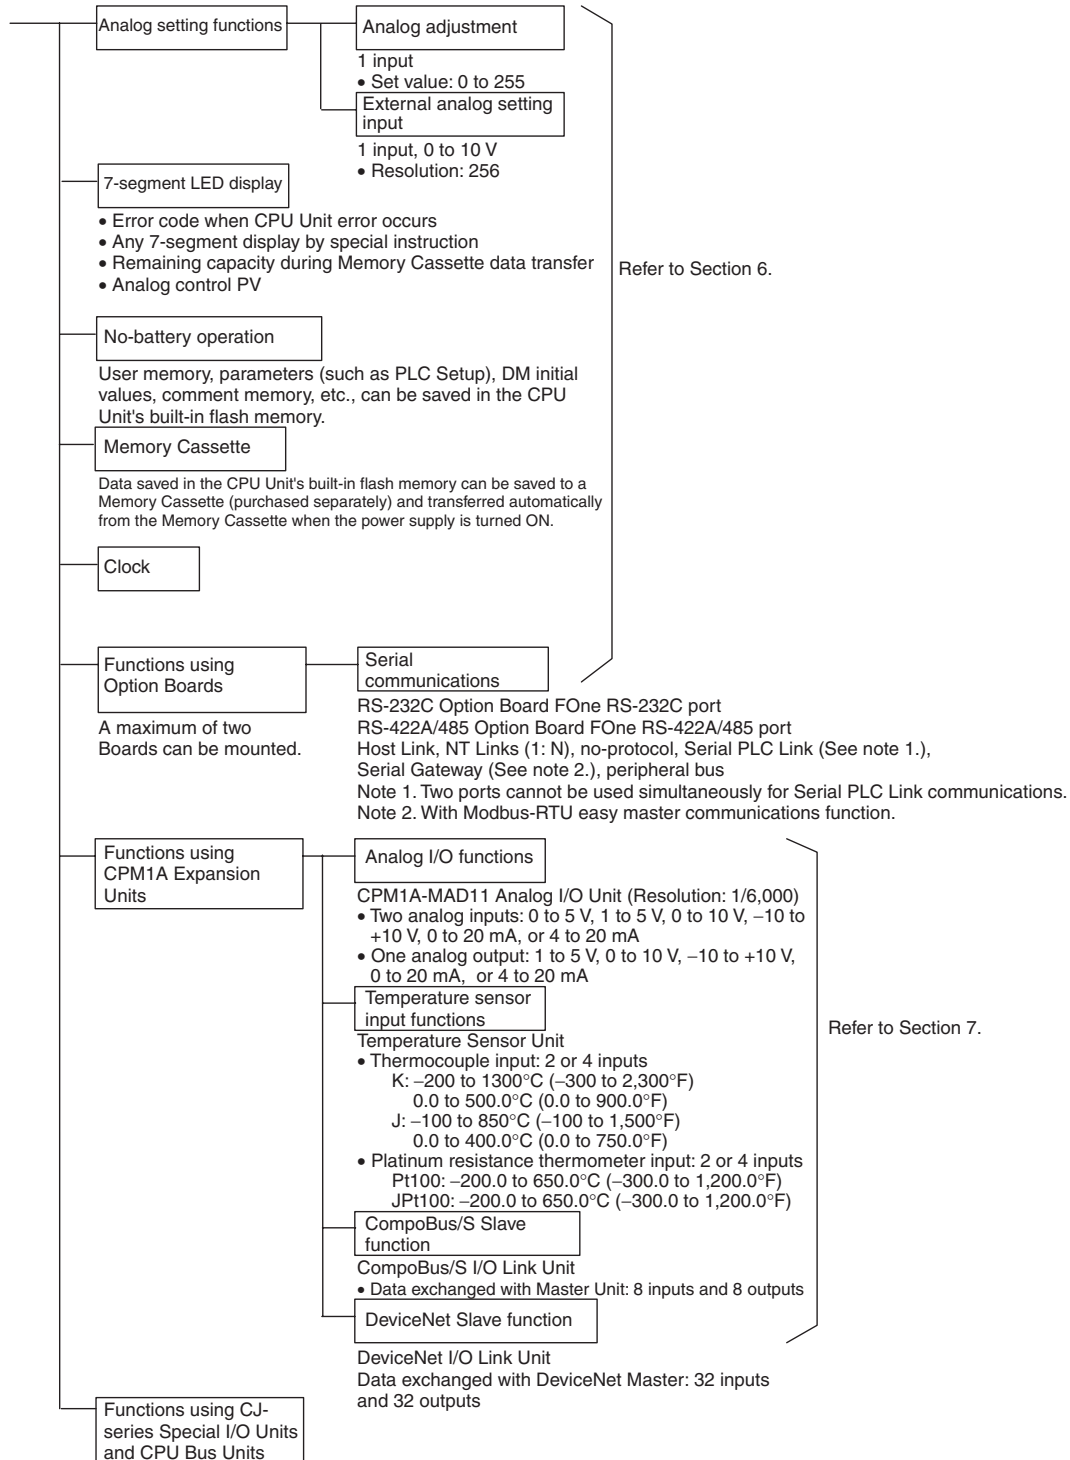 Analog setting functions
Analog adjustment
1 input
• Set value: 0 to 255
External analog setting
input
1 input, 0 to 10 V
• Resolution: 256
7-segment LED display
• Error code when CPU Unit error occurs
• Any 7-segment display by special instruction
• Remaining capacity during Memory Cassette data transfer
• Analog control PV
Refer to Section 6.
No-battery operation
User memory, parameters (such as PLC Setup), DM initial
values, comment memory, etc., can be saved in the CPU
Unit's built-in flash memory.
Memory Cassette
Data saved in the CPU Unit's built-in flash memory can be saved to a
Memory Cassette (purchased separately) and transferred automatically
from the Memory Cassette when the power supply is turned ON.
Clock
Functions using
Option Boards
A maximum of two
Boards can be mounted.
Serial
communications
RS-232C Option Board FOne RS-232C port
RS-422A/485 Option Board FOne RS-422A/485 port
Host Link, NT Links (1: N), no-protocol, Serial PLC Link (See note 1.),
Serial Gateway (See note 2.), peripheral bus
Note 1. Two ports cannot be used simultaneously for Serial PLC Link communications.
Note 2. With Modbus-RTU easy master communications function.
Functions using
CPM1A Expansion
Units
Analog I/O functions
CPM1A-MAD11 Analog I/O Unit (Resolution: 1/6,000)
• Two analog inputs: 0 to 5 V, 1 to 5 V, 0 to 10 V, −10 to
+10 V, 0 to 20 mA, or 4 to 20 mA
• One analog output: 1 to 5 V, 0 to 10 V, −10 to +10 V,
0 to 20 mA, or 4 to 20 mA
Temperature sensor
input functions
Temperature Sensor Unit
• Thermocouple input: 2 or 4 inputs
K: −200 to 1300°C (−300 to 2,300°F)
0.0 to 500.0°C (0.0 to 900.0°F)
J: −100 to 850°C (−100 to 1,500°F)
0.0 to 400.0°C (0.0 to 750.0°F)
• Platinum resistance thermometer input: 2 or 4 inputs
Pt100: −200.0 to 650.0°C (−300.0 to 1,200.0°F)
JPt100: −200.0 to 650.0°C (−300.0 to 1,200.0°F)
Refer to Section 7.
CompoBus/S Slave
function
CompoBus/S I/O Link Unit
• Data exchanged with Master Unit: 8 inputs and 8 outputs
DeviceNet Slave function
DeviceNet I/O Link Unit
Data exchanged with DeviceNet Master: 32 inputs
and 32 outputs
Functions using CJ-
series Special I/O Units
and CPU Bus Units